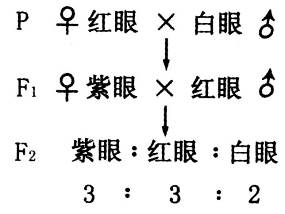 P ♀ 红眼 × 白眼 ♂
F₁ ♀ 紫眼 × 红眼 ♂
F₂ 紫眼 : 红眼 : 白眼
3 : 3 : 2